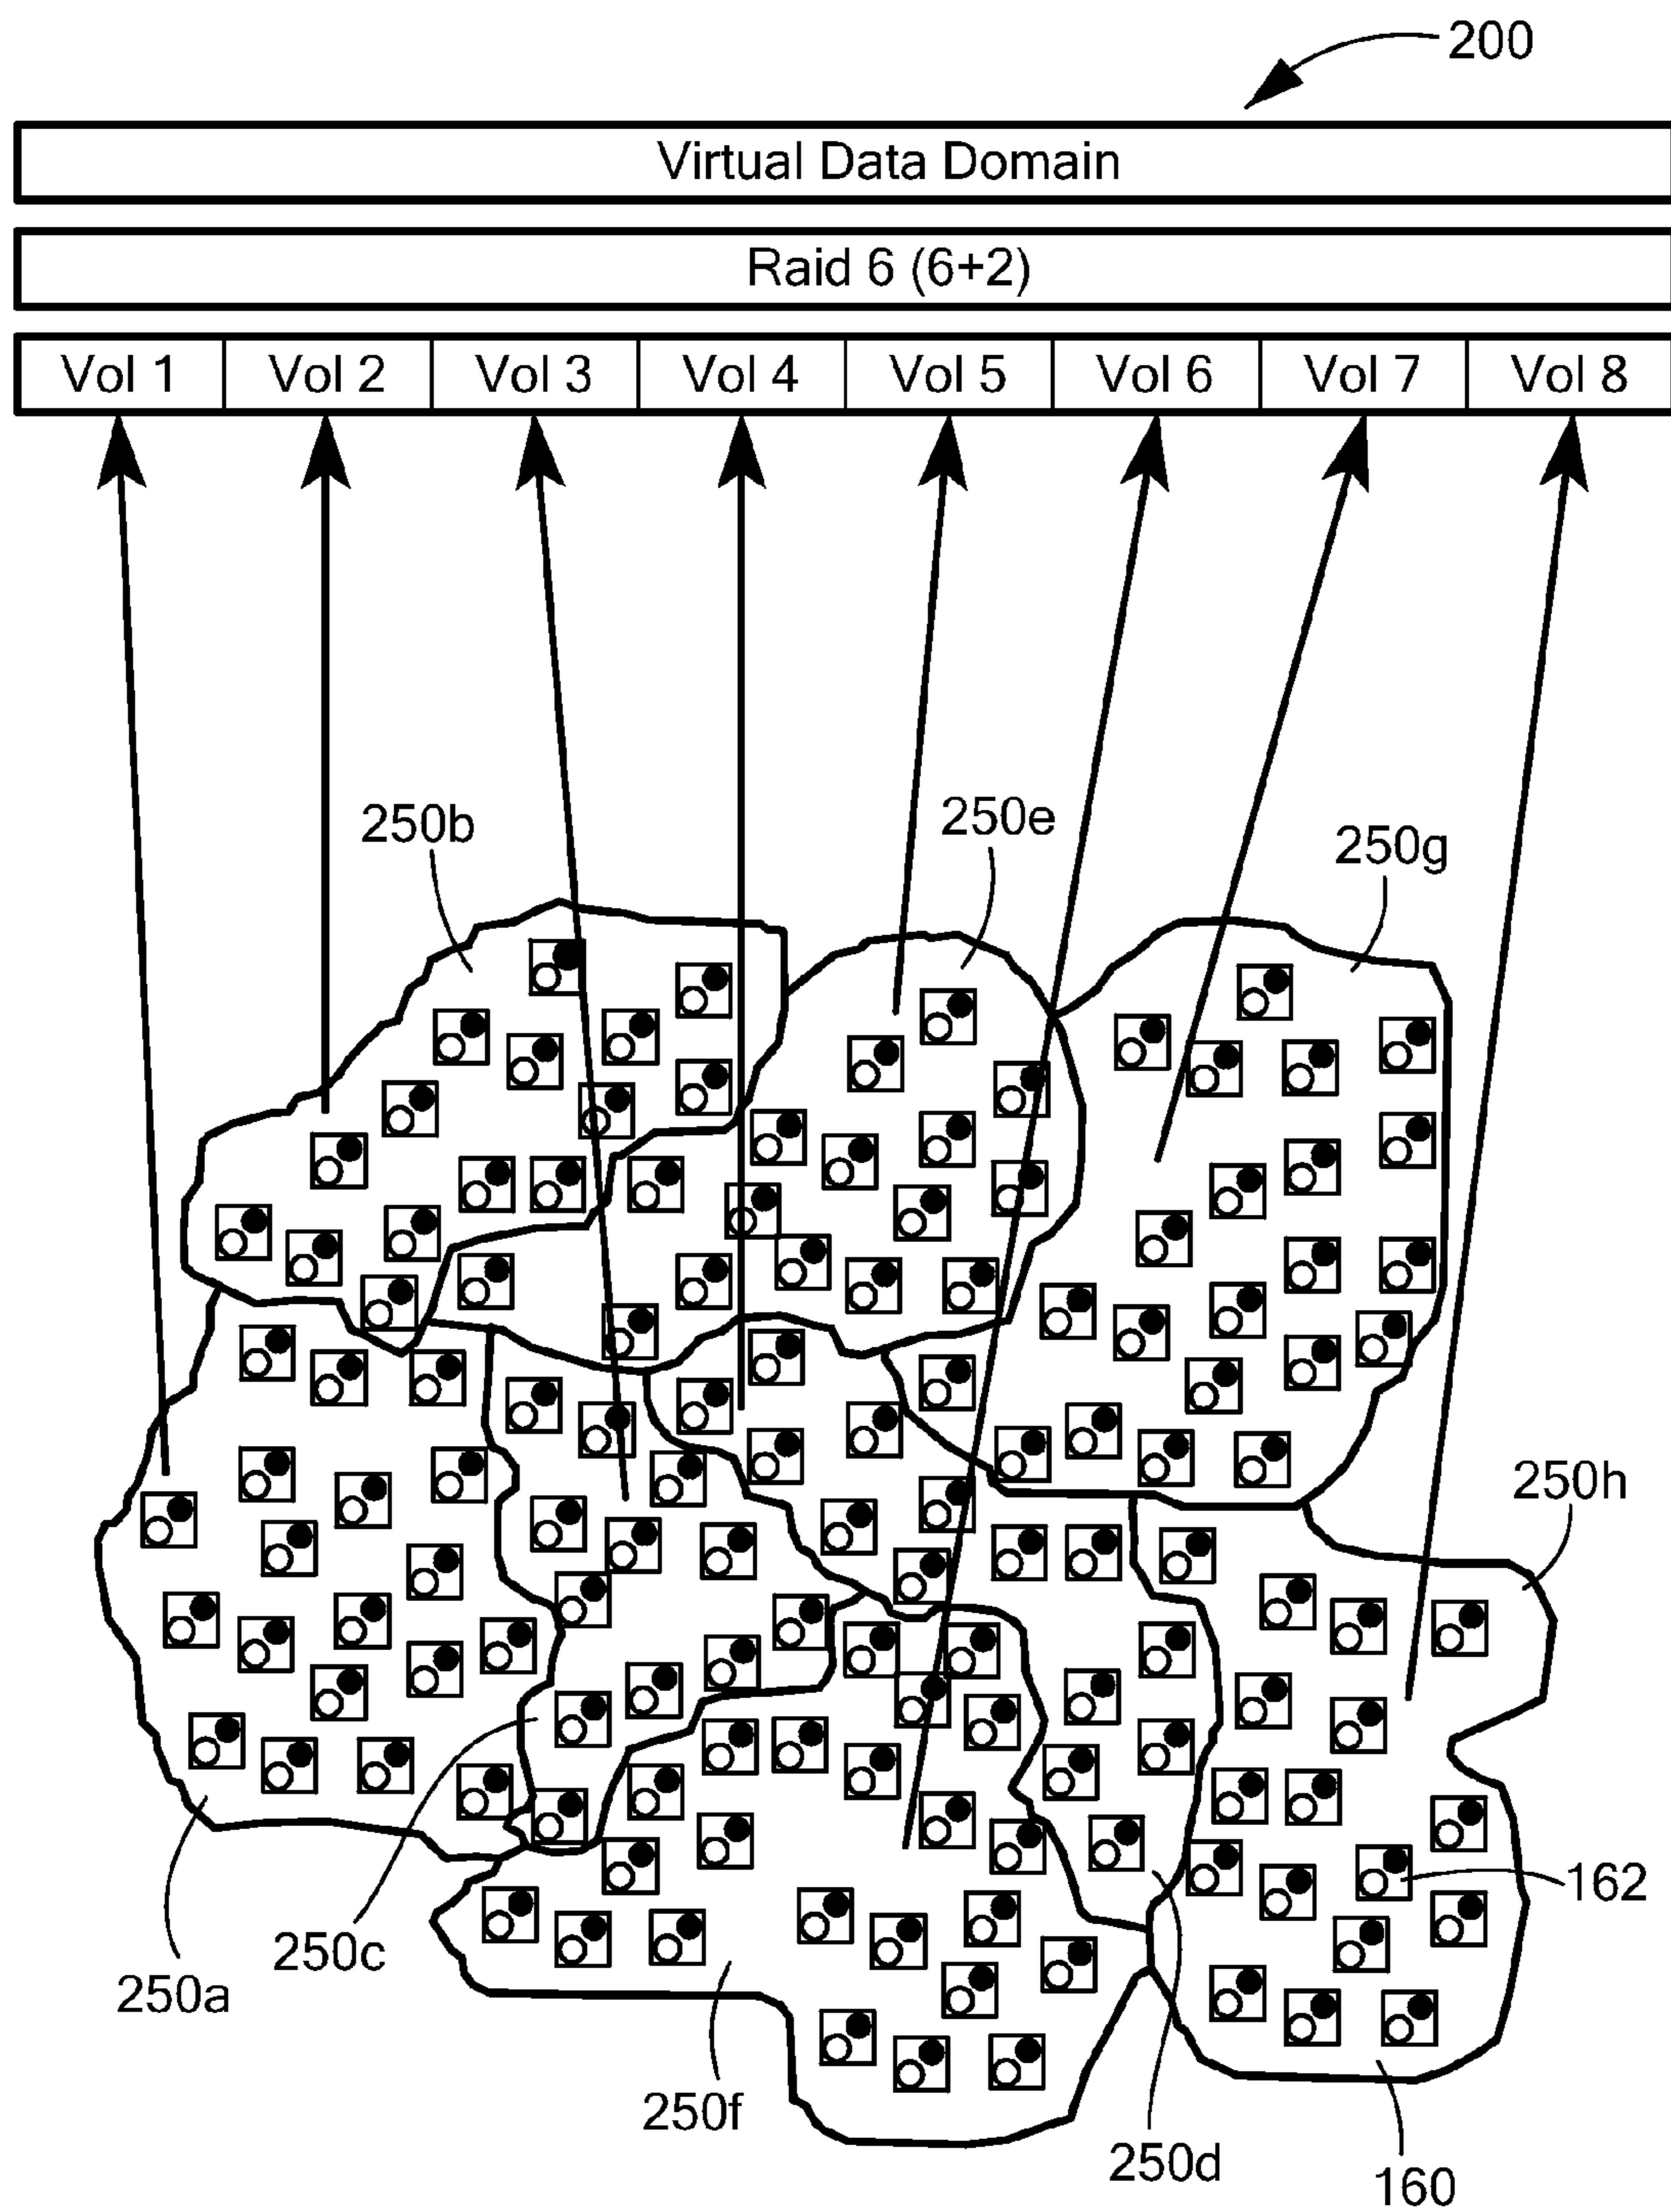 200
Virtual Data Domain
Raid 6 (6+2)
Vol 1 Vol 2 Vol 3 Vol 4 Vol 5 Vol 6 Vol 7 Vol 8
250b
250e
250g
250h
162
250c
250a
250f
250d
160